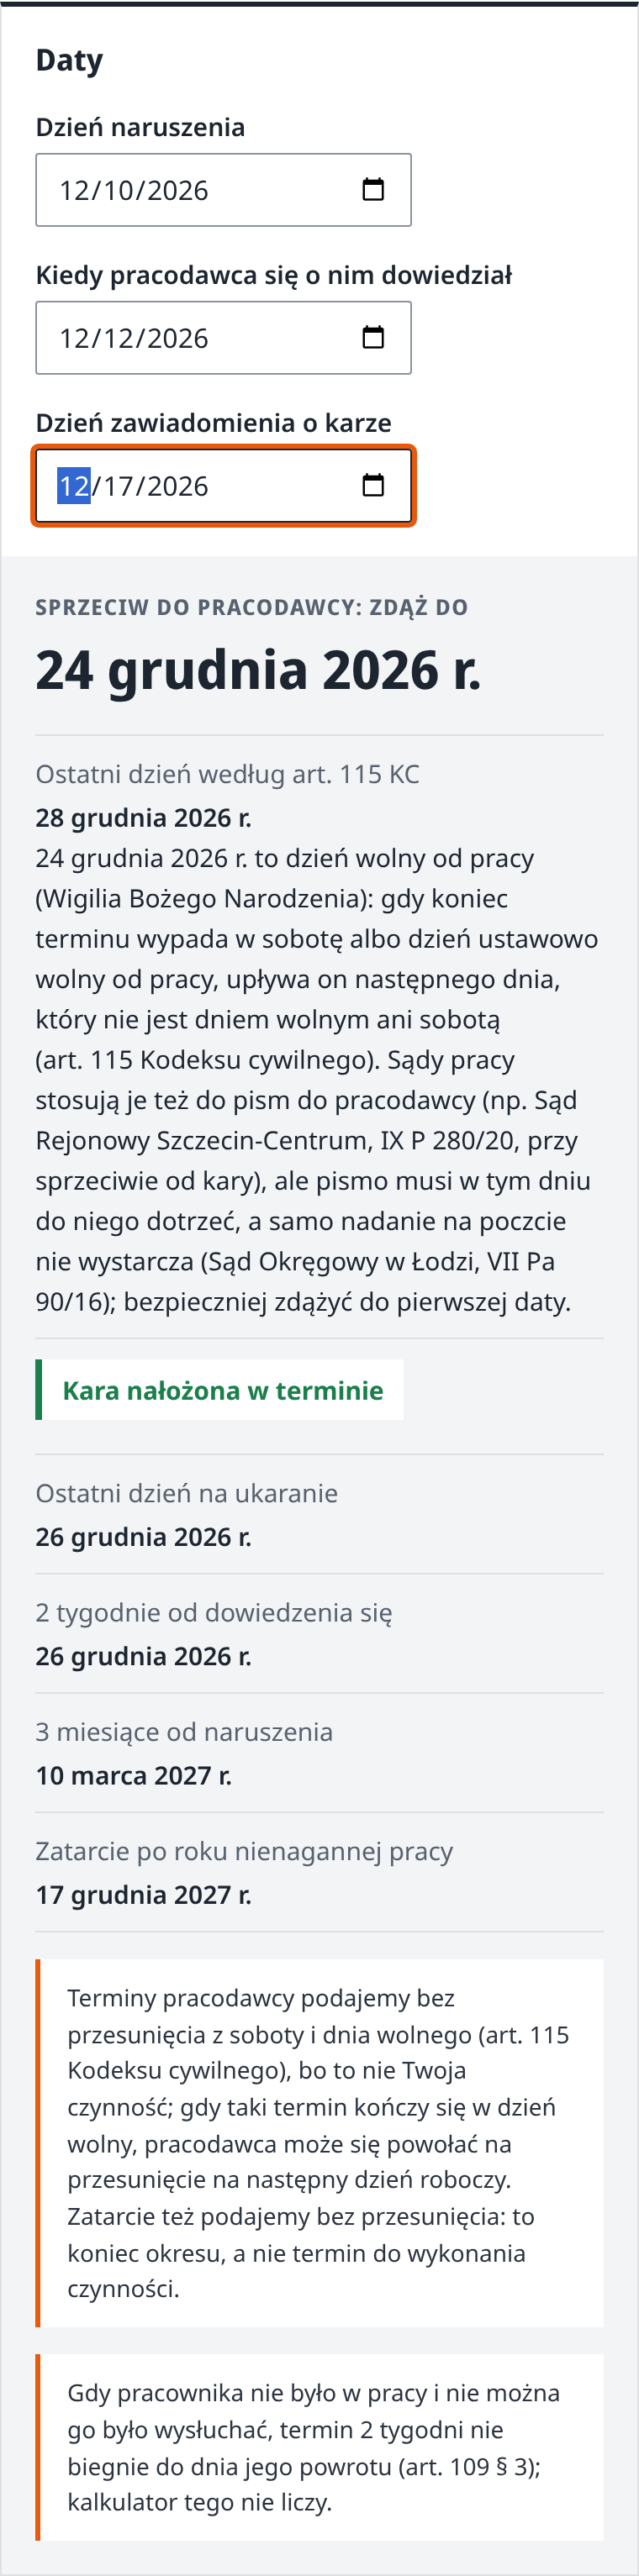 Daty
Dzień naruszenia
12/10/2026
Kiedy pracodawca się o nim dowiedział
12/12/2026
Dzień zawiadomienia o karze
12/17/2026
SPRZECIW DO PRACODAWCY: ZDĄŻ DO
24 grudnia 2026 r.
Ostatni dzień według art. 115 KC
28 grudnia 2026 r.
24 grudnia 2026 r. to dzień wolny od pracy
(Wigilia Bożego Narodzenia): gdy koniec
terminu wypada w sobotę albo dzień ustawowo
wolny od pracy, upływa on następnego dnia,
który nie jest dniem wolnym ani sobotą
(art. 115 Kodeksu cywilnego). Sądy pracy
stosują je też do pism do pracodawcy (np. Sąd
Rejonowy Szczecin-Centrum, IX P 280/20, przy
sprzeciwie od kary), ale pismo musi w tym dniu
do niego dotrzeć, a samo nadanie na poczcie
nie wystarcza (Sąd Okręgowy w Łodzi, VII Pa
90/16); bezpieczniej zdążyć do pierwszej daty.
Kara nałożona w terminie
Ostatni dzień na ukaranie
26 grudnia 2026 r.
2 tygodnie od dowiedzenia się
26 grudnia 2026 r.
3 miesiące od naruszenia
10 marca 2027 r.
Zatarcie po roku nienagannej pracy
17 grudnia 2027 r.
Terminy pracodawcy podajemy bez
przesunięcia z soboty i dnia wolnego (art. 115
Kodeksu cywilnego), bo to nie Twoja
czynność; gdy taki termin kończy się w dzień
wolny, pracodawca może się powołać na
przesunięcie na następny dzień roboczy.
Zatarcie też podajemy bez przesunięcia: to
koniec okresu, a nie termin do wykonania
czynności.
Gdy pracownika nie było w pracy i nie można
go było wysłuchać, termin 2 tygodni nie
biegnie do dnia jego powrotu (art. 109 § 3);
kalkulator tego nie liczy.